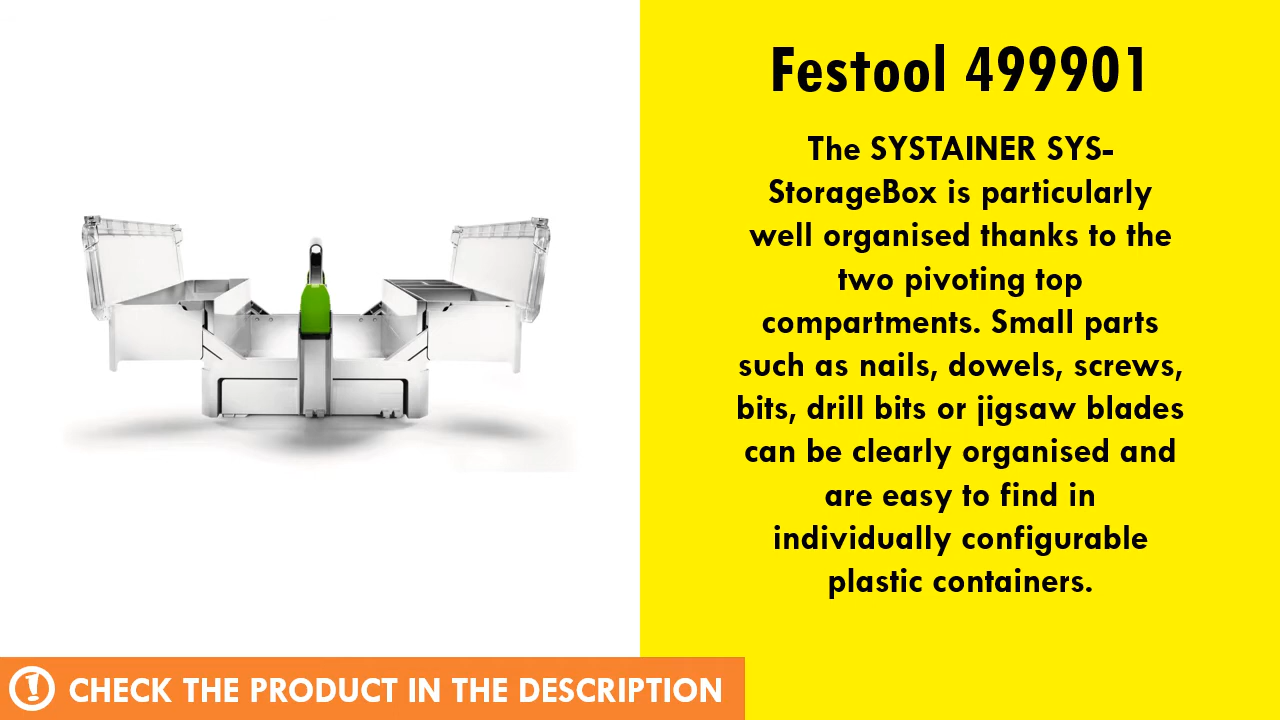 Festool 499901
The SYSTAINER SYS-
StorageBox is particularly
well organised thanks to the
two pivoting top
compartments. Small parts
such as nails, dowels, screws,
bits, drill bits or jigsaw blades
can be clearly organised and
are easy to find in
individually configurable
plastic containers.
CHECK THE PRODUCT IN THE DESCRIPTION